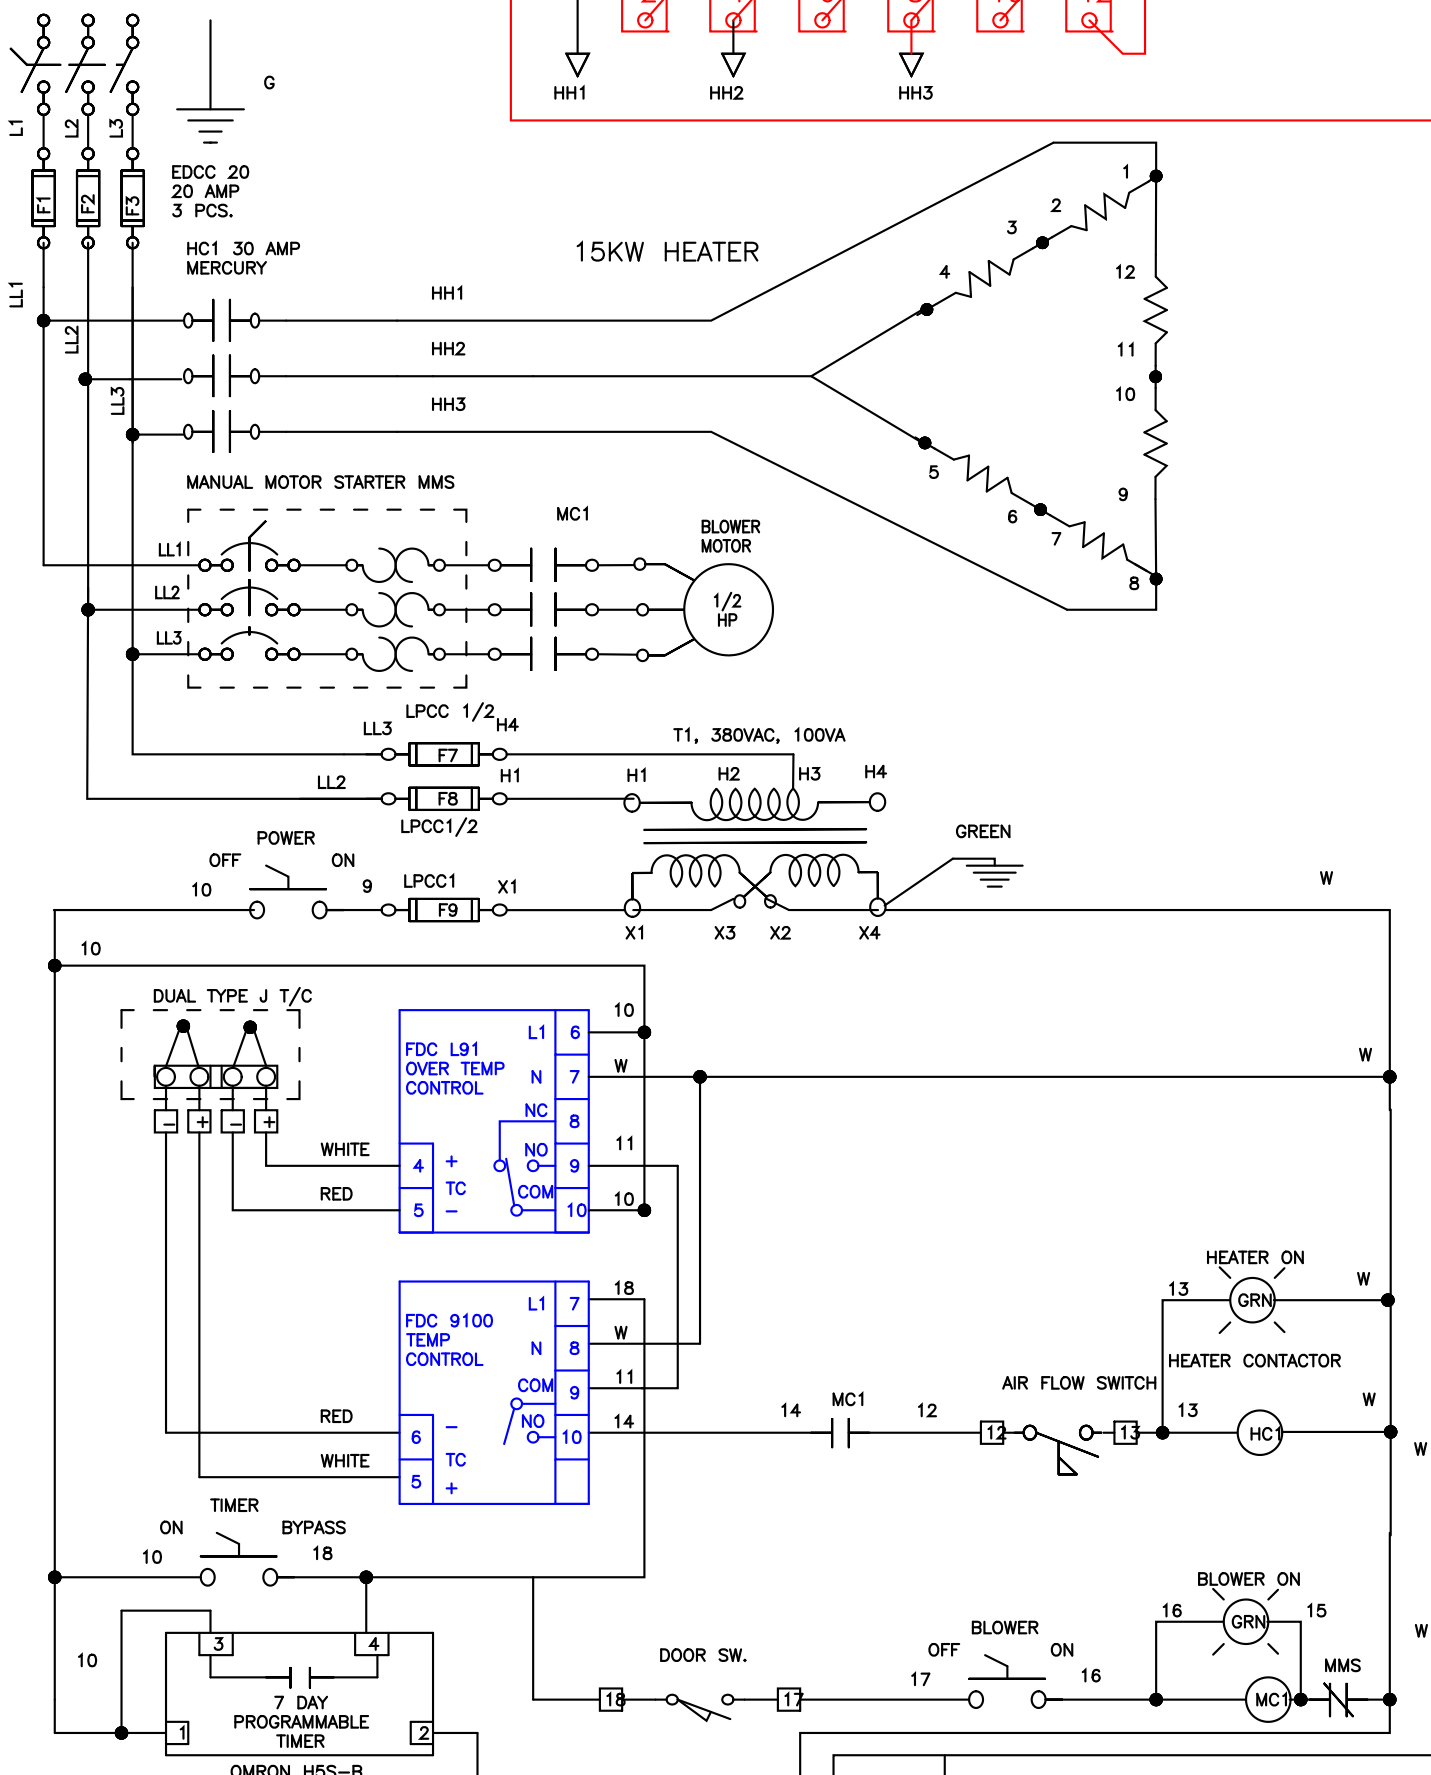 HH1
HH2
HH3
G
L1
L2
L3
F1
F2
F3
EDCC 20
20 AMP
3 PCS.
HC1 30 AMP
MERCURY
15KW HEATER
1
2
3
4
12
11
10
9
5
6
7
8
LL1
LL2
LL3
HH1
HH2
HH3
MANUAL MOTOR STARTER MMS
MC1
BLOWER
MOTOR
LL1
LL2
LL3
1/2
HP
LPCC 1/2
LL3
F7
H4
T1, 380VAC, 100VA
LL2
F8
H1
LPCC1/2
H1
H2
H3
H4
POWER
OFF
ON
10
9
LPCC1
F9
X1
X1
X3
X2
X4
GREEN
W
10
DUAL TYPE J T/C
- + - +
FDC L91
OVER TEMP
CONTROL
L1 6
N 7
NC 8
NO 9
COM 10
10
W
11
10
W
WHITE
RED
4 +
TC
5 -
FDC 9100
TEMP
CONTROL
L1 7
N 8
COM 9
NO 10
18
W
11
14
RED
WHITE
6 -
TC
5 +
14
MC1
12
12
AIR FLOW SWITCH
13
13
HEATER ON
13
GRN
W
HEATER CONTACTOR
HC1
W
W
TIMER
ON
BYPASS
10
18
10
3
4
7 DAY
PROGRAMMABLE
TIMER
1
2
OMRON H5S-B
DOOR SW.
18
17
17
BLOWER
OFF
ON
16
BLOWER ON
16
GRN
15
MC1
MMS
W